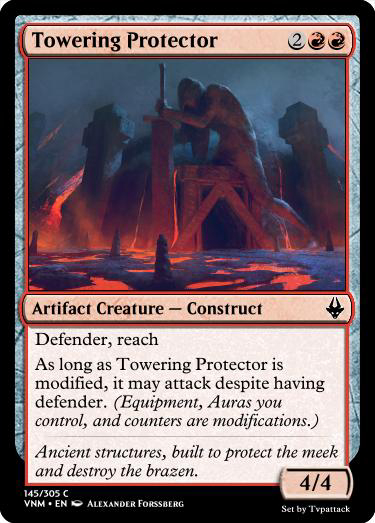 Towering Protector 2
Artifact Creature — Construct
Defender, reach
As long as Towering Protector is
modified, it may attack despite having
defender. (Equipment, Auras you
control, and counters are modifications.)
Ancient structures, built to protect the meek
and destroy the brazen.
4/4
145/305 C
VNM • EN Alexander Forssberg
Set by Tvpattack